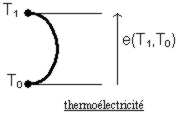 T₁
e(T₁,T₀)
T₀
thermoélectricité